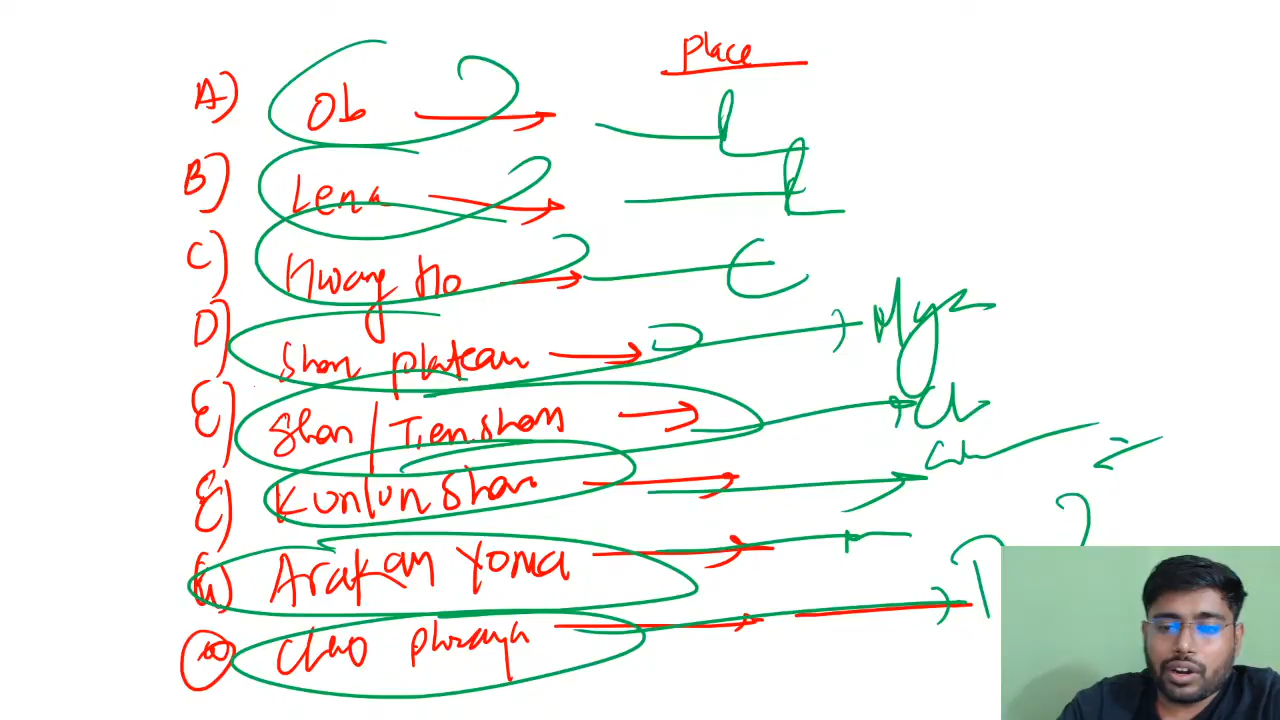 Place
A) Ob
B) Lena
C) Hwang Ho
D) Shan plateau
E) Shan / Tien shan
E) Kunlun Shan
Arakan Yoma
Chao phraya